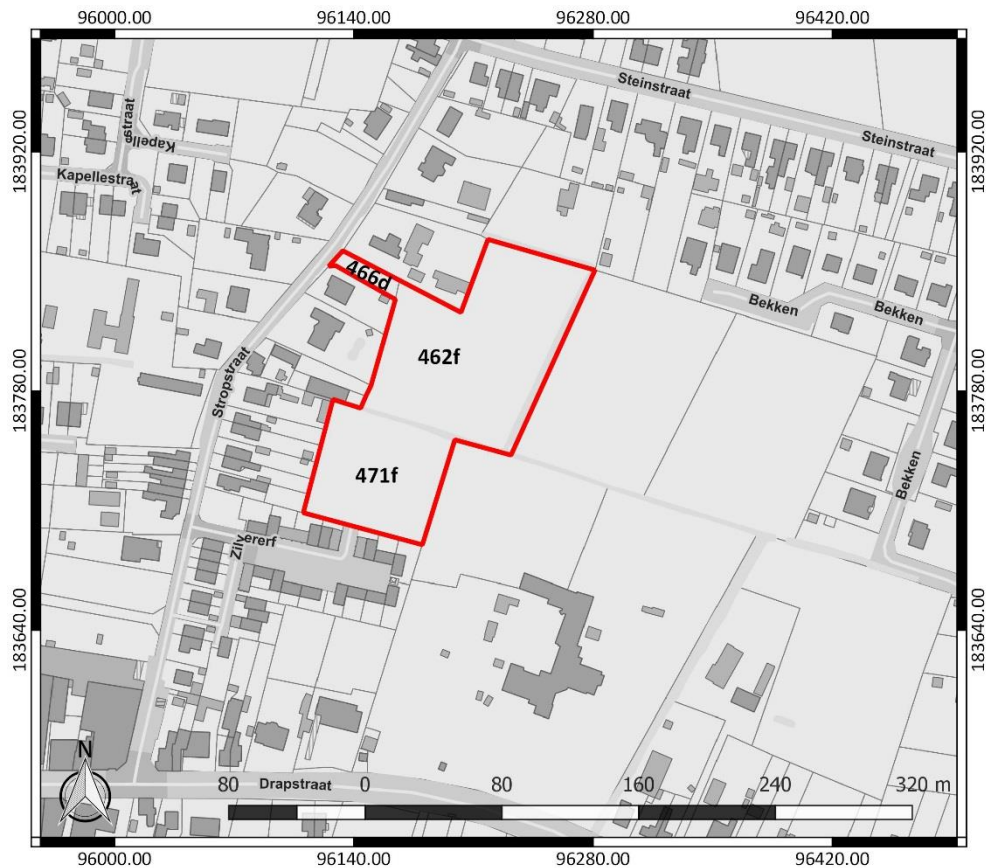 96000.00 96140.00 96280.00 96420.00
183920.00 183920.00
183780.00 183780.00
183640.00 183640.00
Steinstraat
Steinstraat
Kapellestraat
Kapellestraat
466d
Bekken
Bekken
462f
Stropstraat
Bekken
471f
Zilvererf
N
Drapstraat
80 0 80 160 240 320 m
96000.00 96140.00 96280.00 96420.00